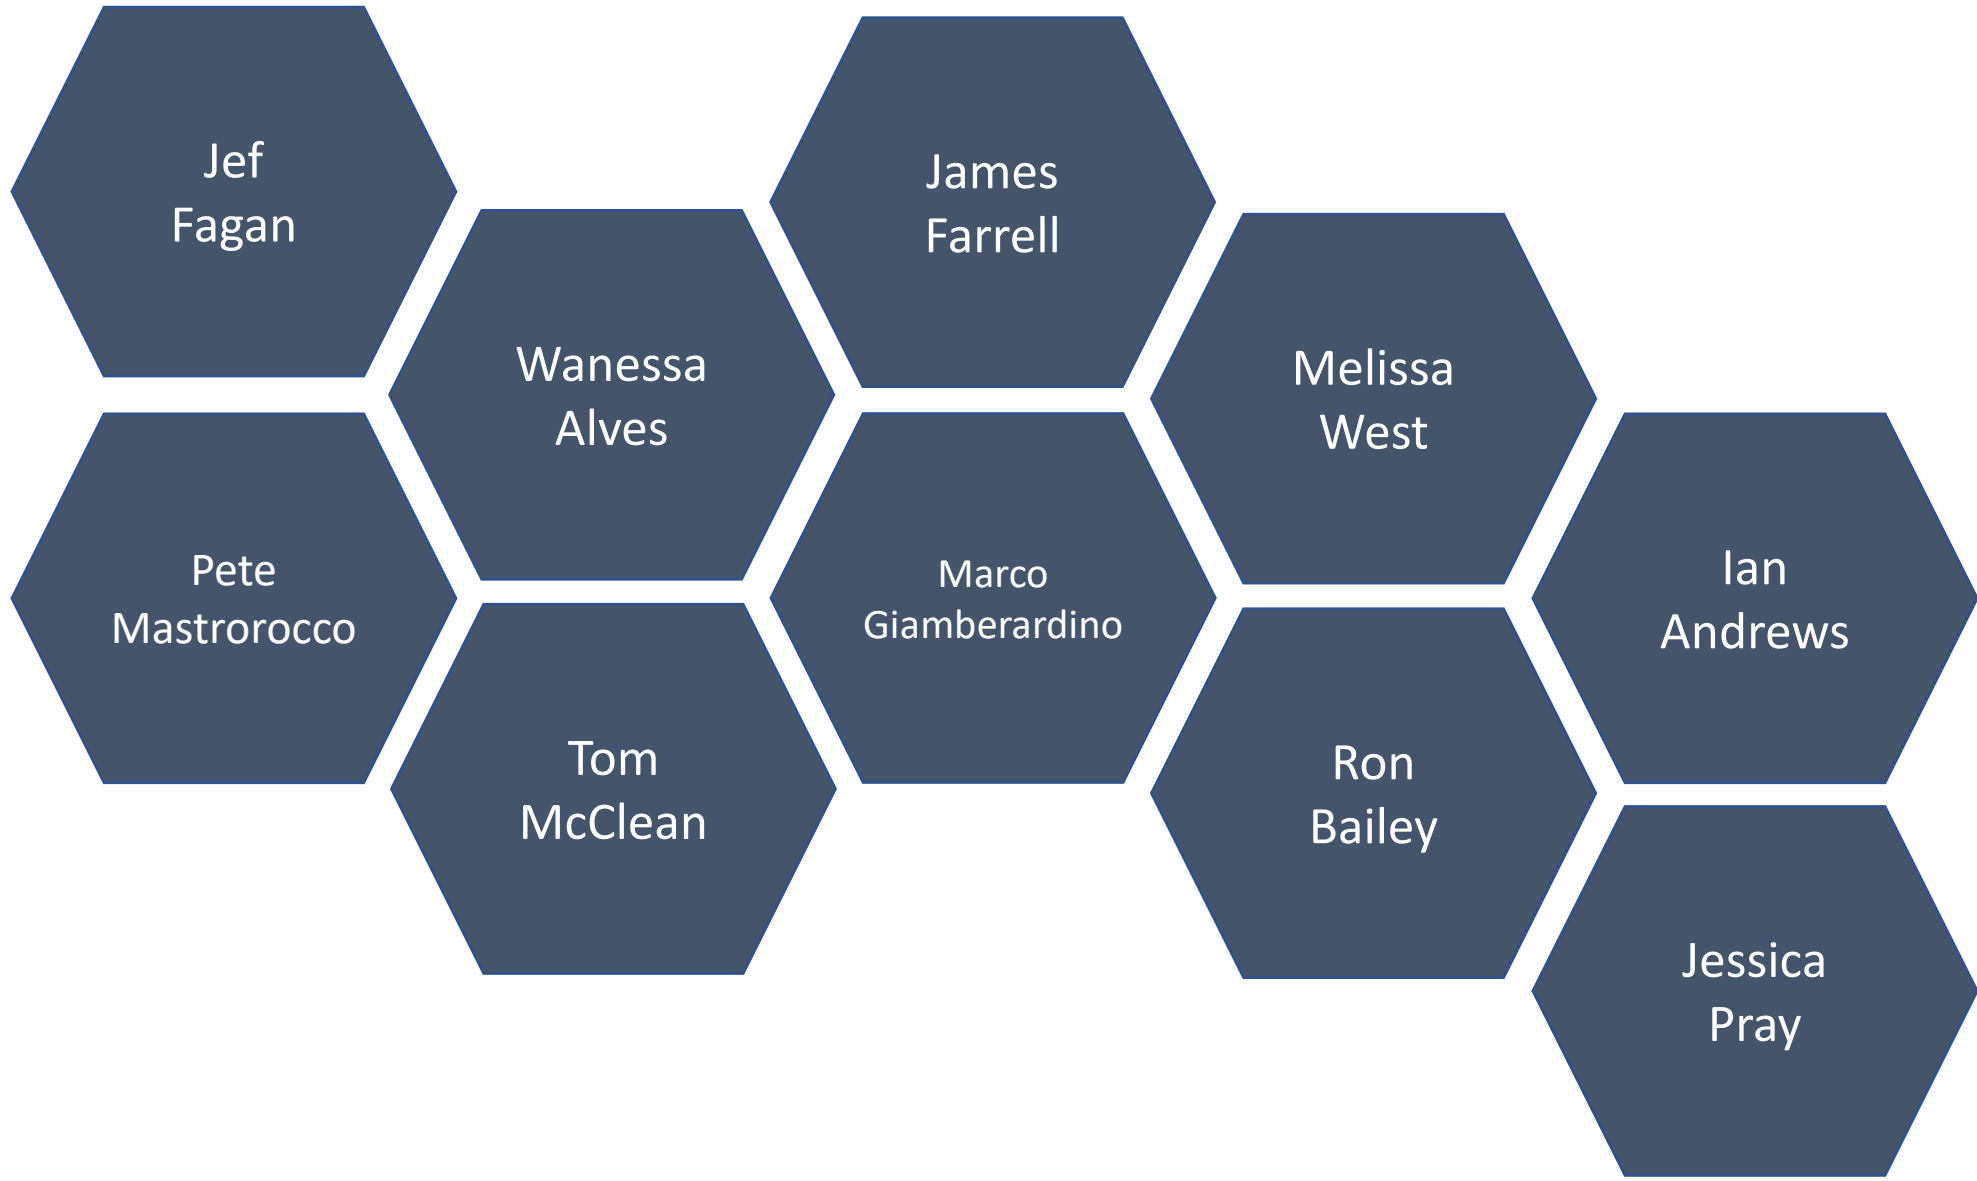 Jef
Fagan
James
Farrell
Wanessa
Alves
Melissa
West
Pete
Mastrorocco
Marco
Giamberardino
Ian
Andrews
Tom
McClean
Ron
Bailey
Jessica
Pray